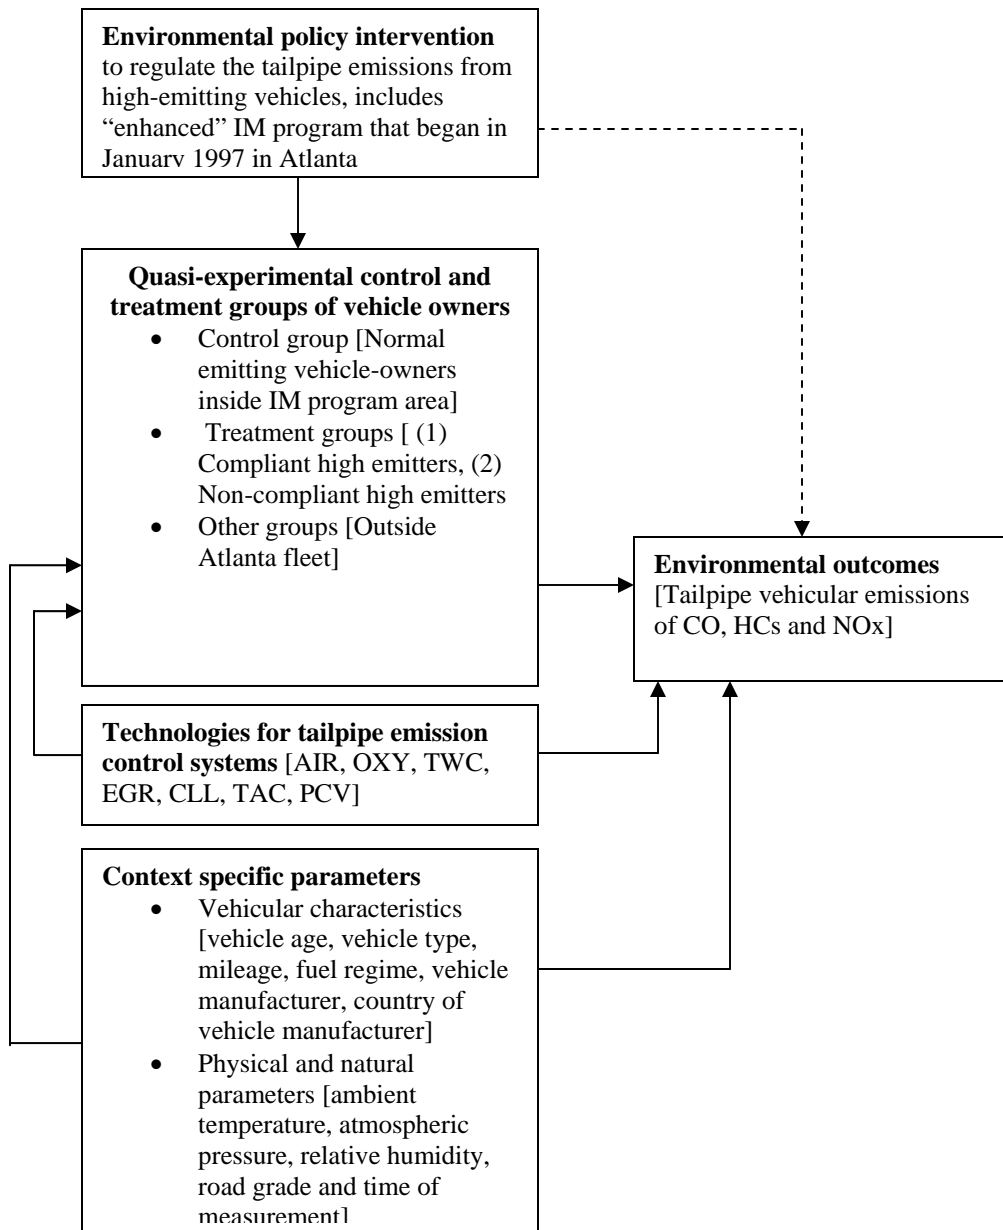 Environmental policy intervention
to regulate the tailpipe emissions from
high-emitting vehicles, includes
“enhanced” IM program that began in
January 1997 in Atlanta
Quasi-experimental control and
treatment groups of vehicle owners
• Control group [Normal
emitting vehicle-owners
inside IM program area]
• Treatment groups [ (1)
Compliant high emitters, (2)
Non-compliant high emitters
• Other groups [Outside
Atlanta fleet]
Environmental outcomes
[Tailpipe vehicular emissions
of CO, HCs and NOx]
Technologies for tailpipe emission
control systems [AIR, OXY, TWC,
EGR, CLL, TAC, PCV]
Context specific parameters
• Vehicular characteristics
[vehicle age, vehicle type,
mileage, fuel regime, vehicle
manufacturer, country of
vehicle manufacturer]
• Physical and natural
parameters [ambient
temperature, atmospheric
pressure, relative humidity,
road grade and time of
measurement]